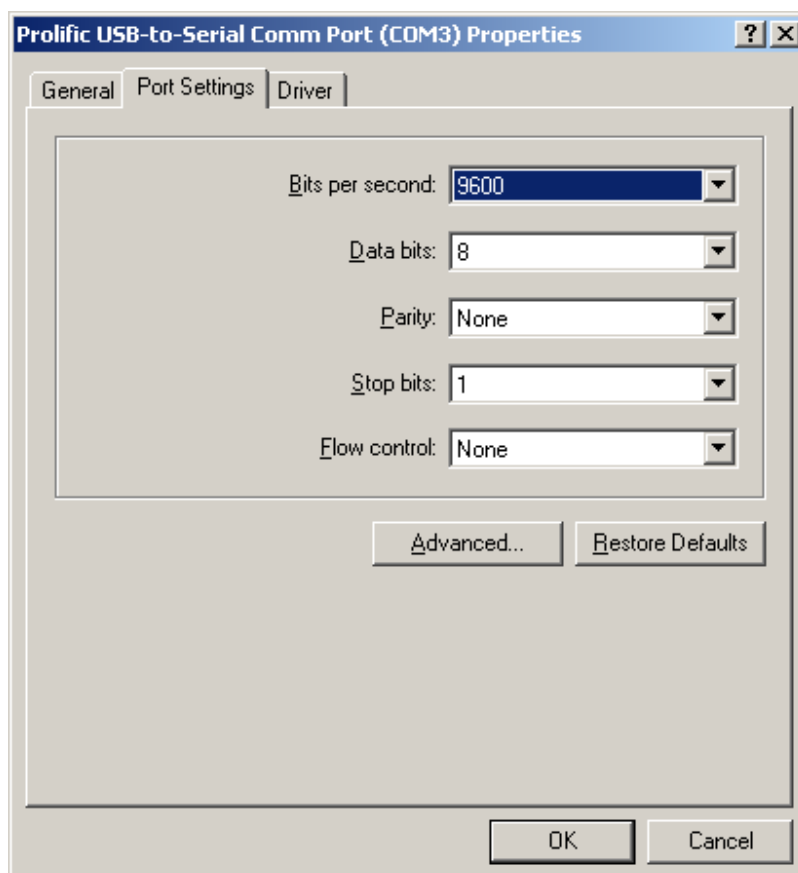 Prolific USB-to-Serial Comm Port (COM3) Properties
General Port Settings Driver
Bits per second: 9600
Data bits: 8
Parity: None
Stop bits: 1
Flow control: None
Advanced... Restore Defaults
OK Cancel